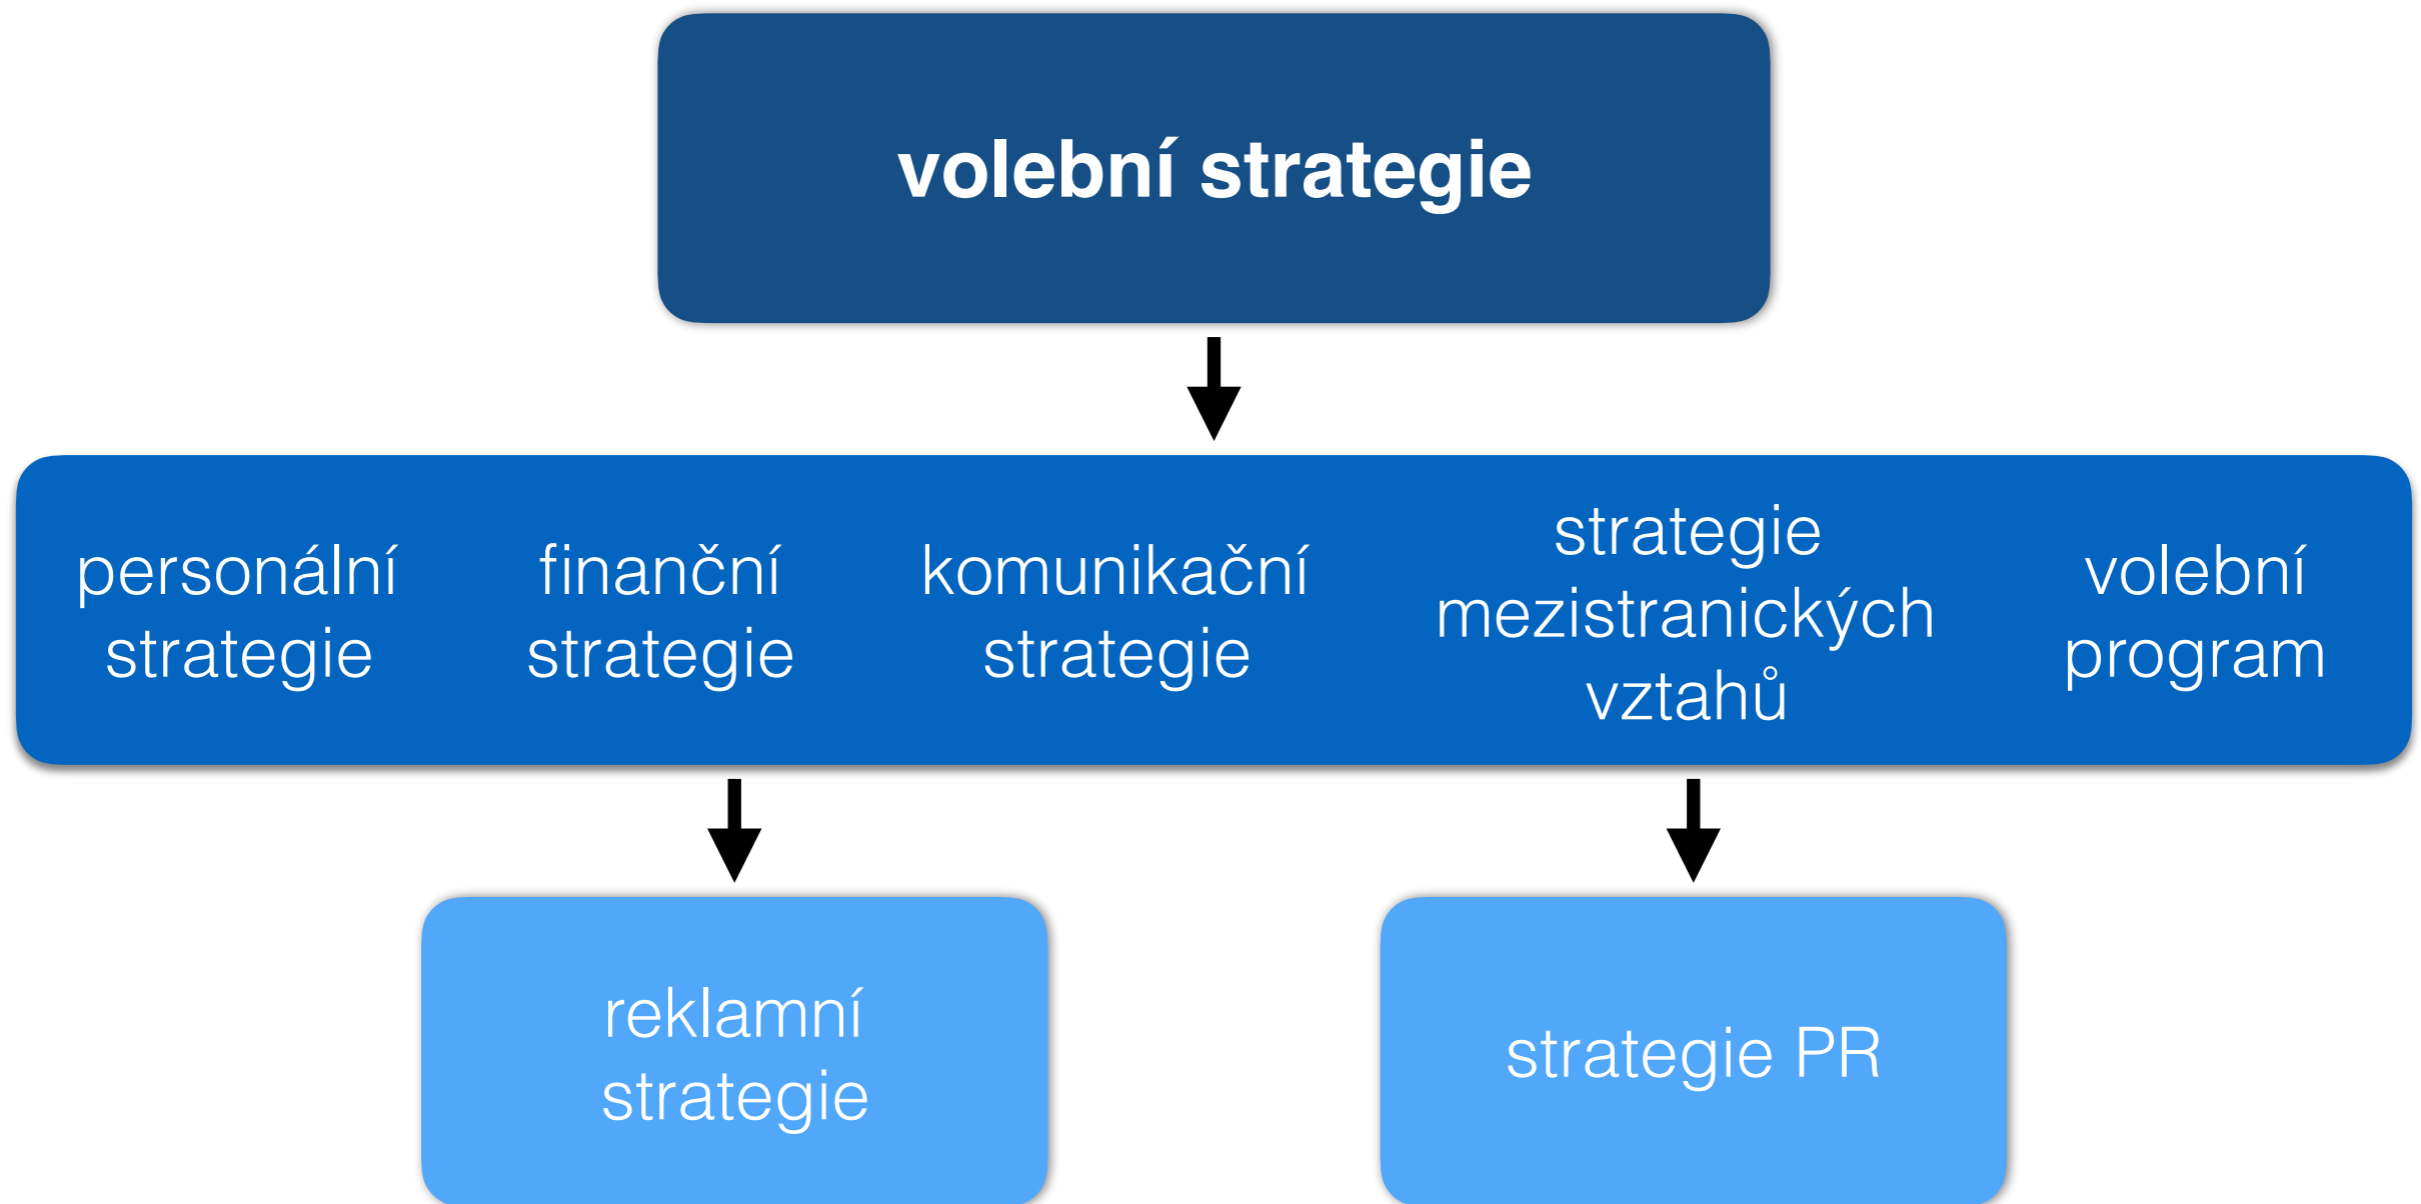 volební strategie
personální
strategie
finanční
strategie
komunikační
strategie
strategie
mezistranických
vztahů
volební
program
reklamní
strategie
strategie PR